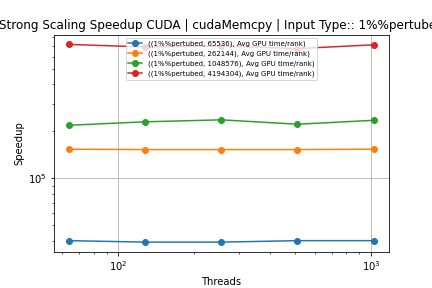 Strong Scaling Speedup CUDA | cudaMemcpy | Input Type:: 1%%pertube
((1%%pertubed, 65536), Avg GPU time/rank)
((1%%pertubed, 262144), Avg GPU time/rank)
((1%%pertubed, 1048576), Avg GPU time/rank)
((1%%pertubed, 4194304), Avg GPU time/rank)
Speedup
10⁵
10² 10³
Threads